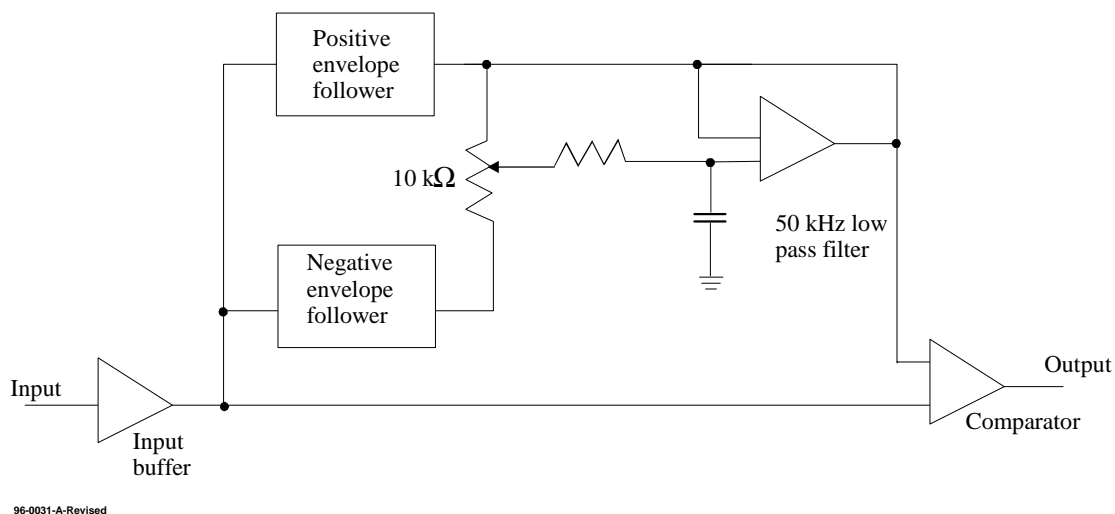 Positive
envelope
follower
10 kΩ
Negative
envelope
follower
50 kHz low
pass filter
Input
Input
buffer
Output
Comparator
96-0031-A-Revised